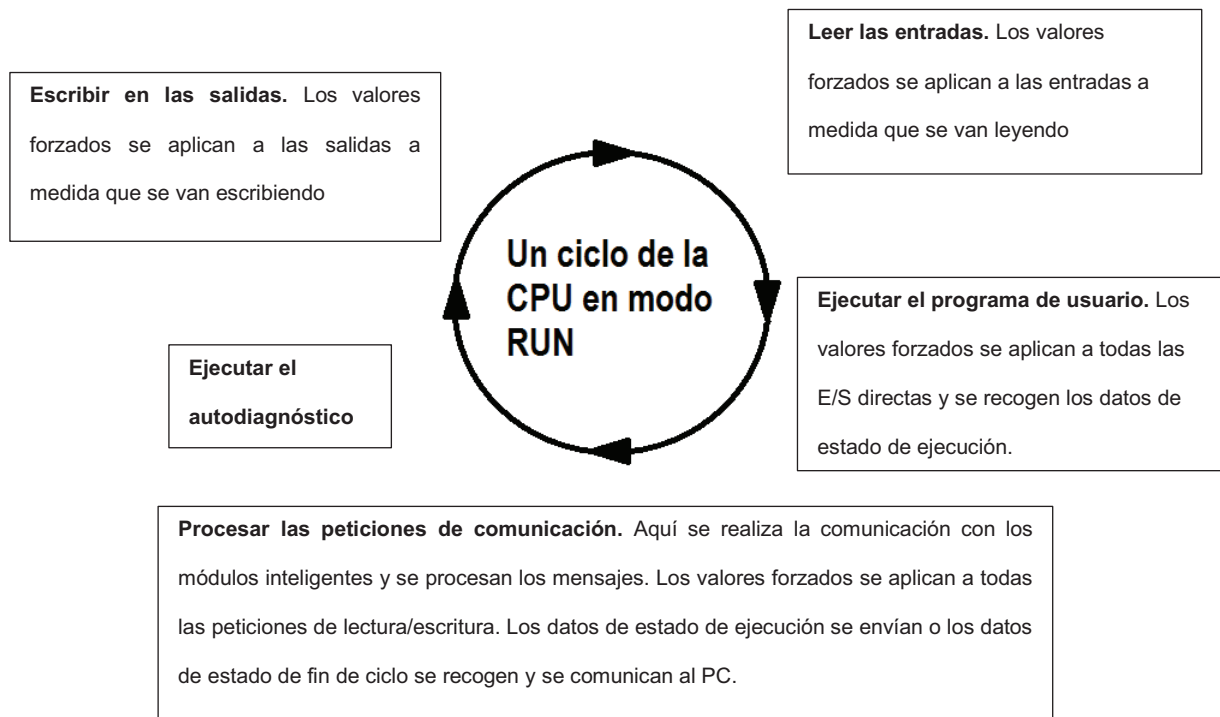 Leer las entradas. Los valores
forzados se aplican a las entradas a
medida que se van leyendo
Escribir en las salidas. Los valores
forzados se aplican a las salidas a
medida que se van escribiendo
Un ciclo de la
CPU en modo
RUN
Ejecutar el programa de usuario. Los
valores forzados se aplican a todas las
E/S directas y se recogen los datos de
estado de ejecución.
Ejecutar el
autodiagnóstico
Procesar las peticiones de comunicación. Aquí se realiza la comunicación con los
módulos inteligentes y se procesan los mensajes. Los valores forzados se aplican a todas
las peticiones de lectura/escritura. Los datos de estado de ejecución se envían o los datos
de estado de fin de ciclo se recogen y se comunican al PC.